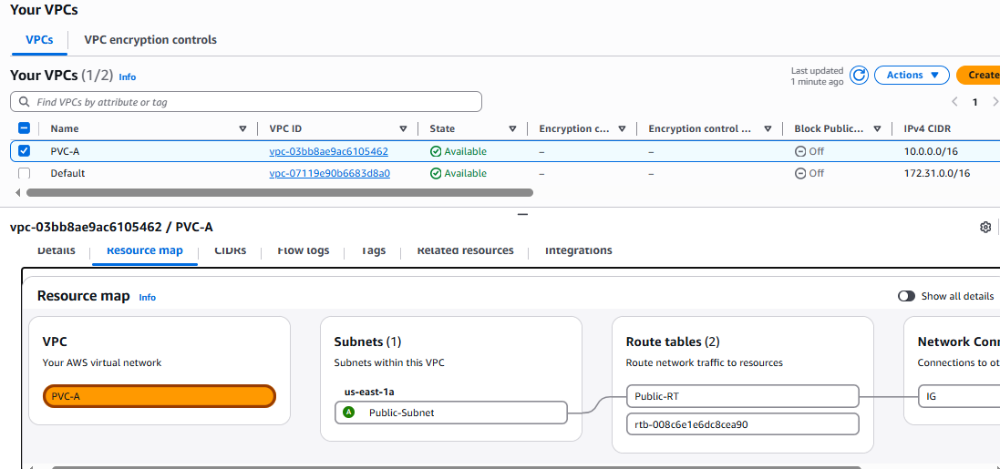 Your VPCs
VPCs VPC encryption controls
Your VPCs (1/2) Info
Last updated
1 minute ago
Actions
Create
Find VPCs by attribute or tag
1
Name VPC ID State Encryption c... Encryption control ... Block Public... IPv4 CIDR
PVC-A vpc-03bb8ae9ac6105462 Available – – Off 10.0.0.0/16
Default vpc-07119e90b6683d8a0 Available – – Off 172.31.0.0/16
vpc-03bb8ae9ac6105462 / PVC-A
Details Resource map CIDRs Flow logs Tags Related resources Integrations
Resource map Info
Show all details
VPC
Your AWS virtual network
PVC-A
Subnets (1)
Subnets within this VPC
us-east-1a
A Public-Subnet
Route tables (2)
Route network traffic to resources
Public-RT
rtb-008c6e1e6dc8cea90
Network Conn
Connections to ot
IG